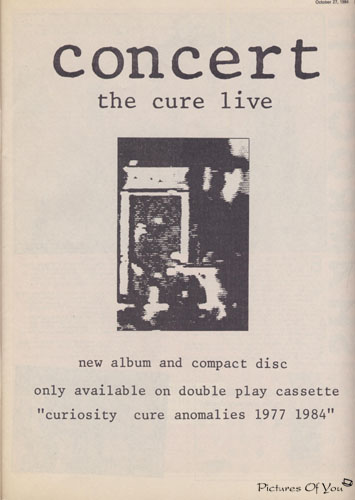 October 27, 1984
concert
the cure live
new album and compact disc
only available on double play cassette
"curiosity cure anomalies 1977 1984"
Pictures Of You